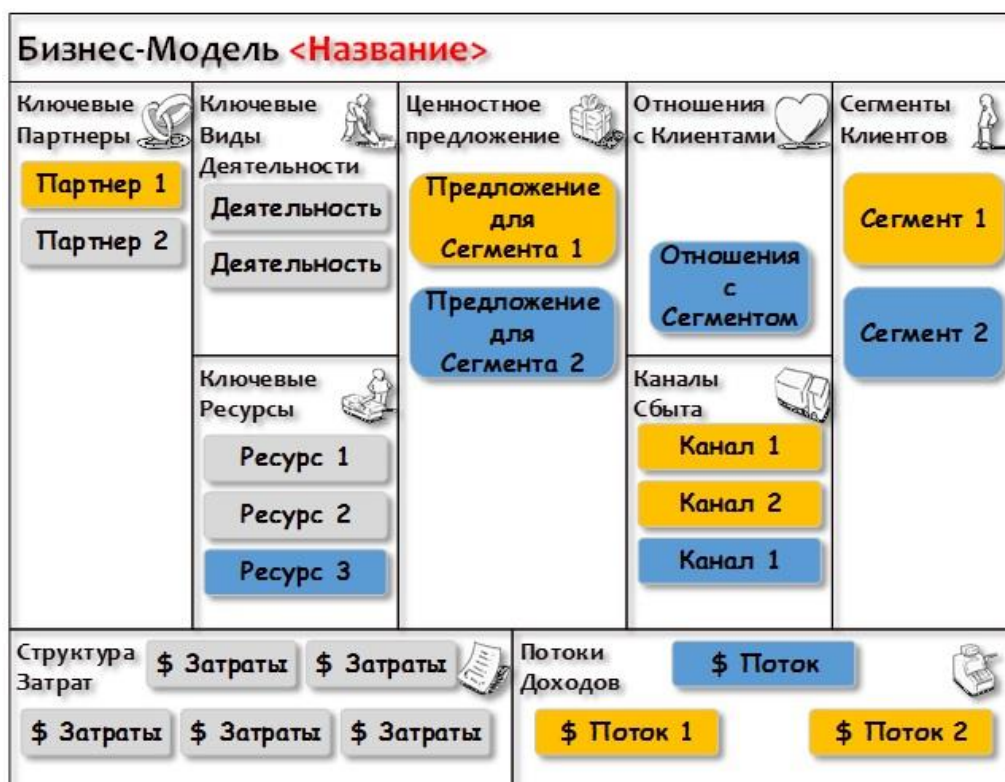 Бизнес-Модель <Название>
Ключевые
Партнеры
Партнер 1
Партнер 2
Ключевые
Виды
Деятельности
Деятельность
Деятельность
Ключевые
Ресурсы
Ресурс 1
Ресурс 2
Ресурс 3
Ценностное
предложение
Предложение
для
Сегмента 1
Предложение
для
Сегмента 2
Отношения
с Клиентами
Отношения
с
Сегментом
Каналы
Сбыта
Канал 1
Канал 2
Канал 1
Сегменты
Клиентов
Сегмент 1
Сегмент 2
Структура
Затрат
$ Затраты
$ Затраты
$ Затраты
$ Затраты
$ Затраты
Потоки
Доходов
$ Поток
$ Поток 1
$ Поток 2